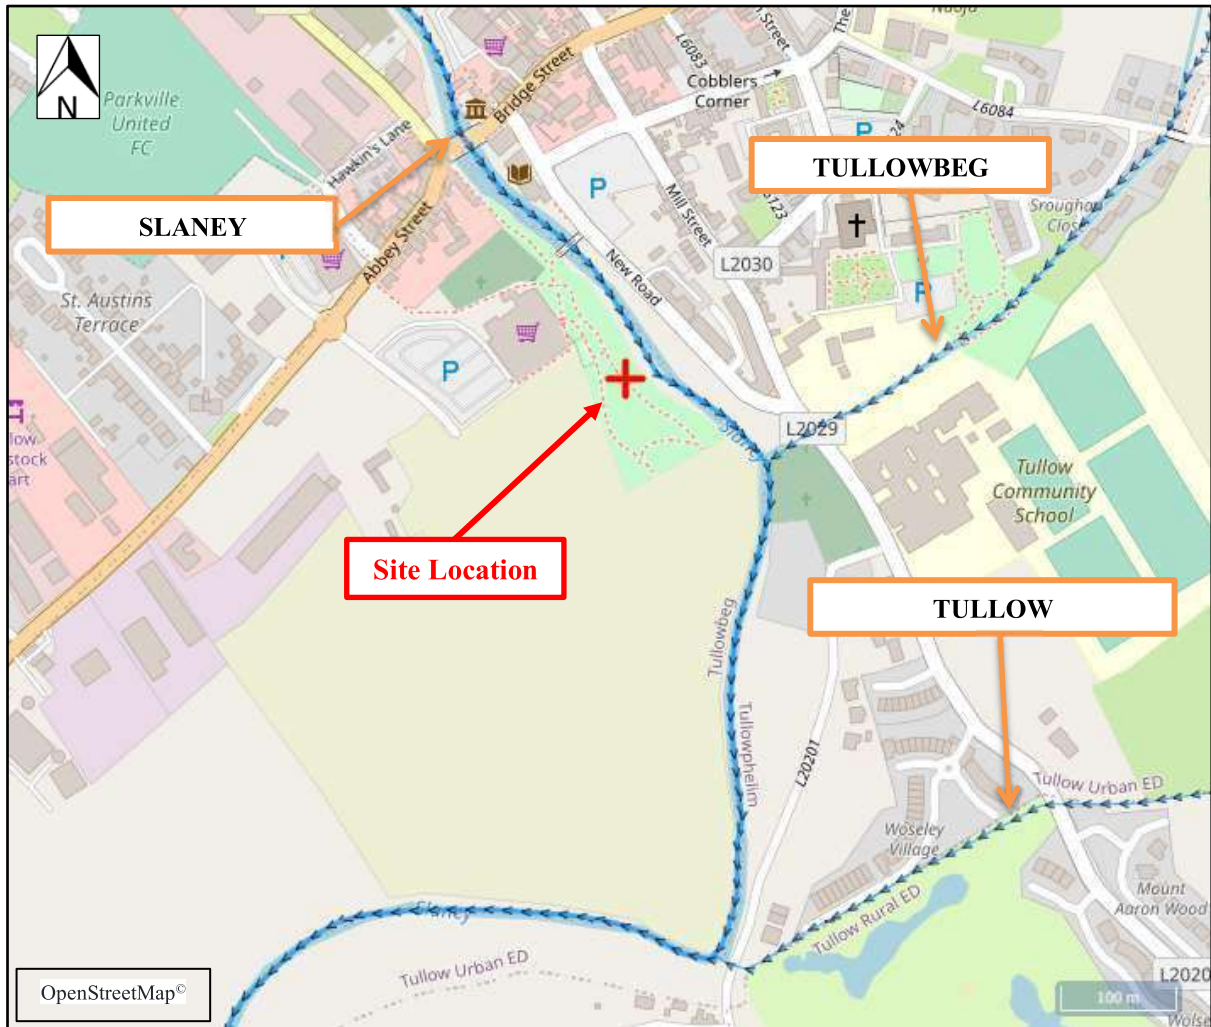 N
Parkville
United
FC
Hawkin's Lane
Bridge Street
L6083
Cobblers
Corner
The
L6084
P
TULLOWBEG
SLANEY
P
Mill Street
Sroughan
Close
Abbey Street
New Road
L2030
P
St. Austins
Terrace
P
L2029
Slaney
Tullow
Community
School
Site Location
TULLOW
Tullowbeg
Tullowphelim
L20201
Tullow Urban ED
Woseley
Village
Mount
Aaron Wood
Slaney
Tullow Rural ED
Tullow Urban ED
L2020
OpenStreetMap©
100 m